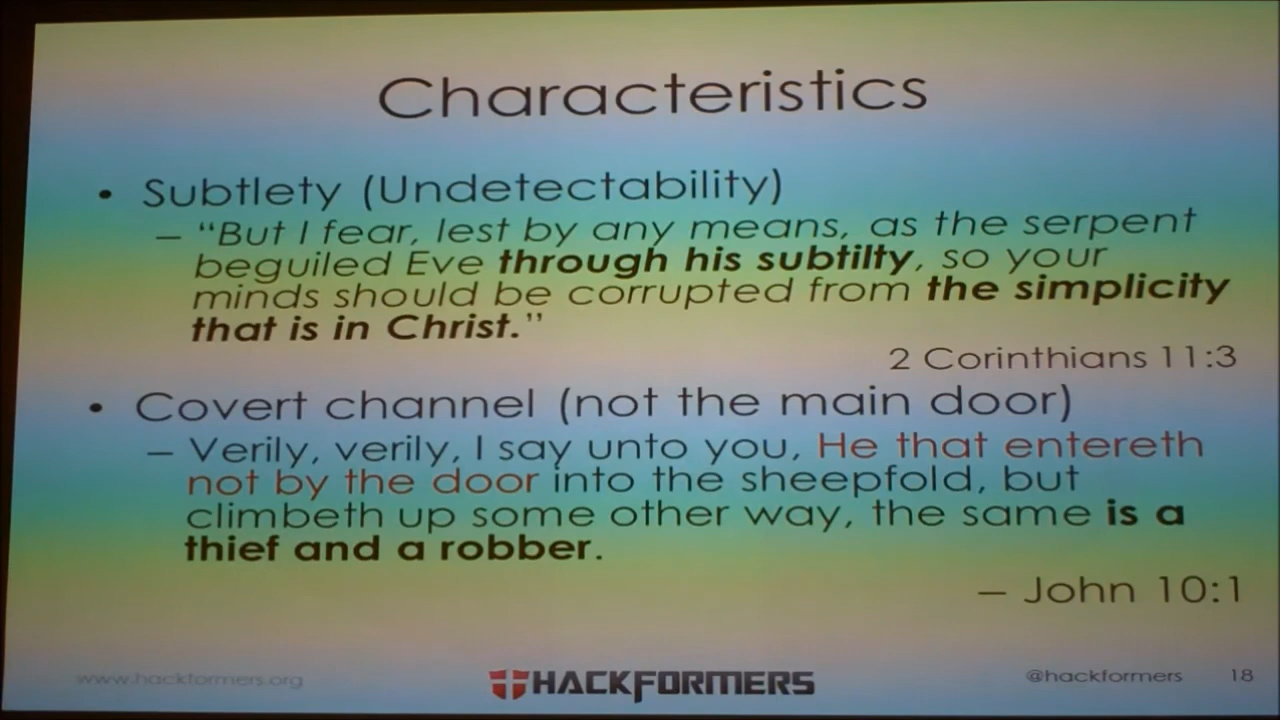 Characteristics
• Subtlety (Undetectability)
– “But I fear, lest by any means, as the serpent
beguiled Eve through his subtilty, so your
minds should be corrupted from the simplicity
that is in Christ.”
2 Corinthians 11:3
• Covert channel (not the main door)
– Verily, verily, I say unto you, He that entereth
not by the door into the sheepfold, but
climbeth up some other way, the same is a
thief and a robber.
– John 10:1
www.hackformers.org
HACKFORMERS
@hackformers
18